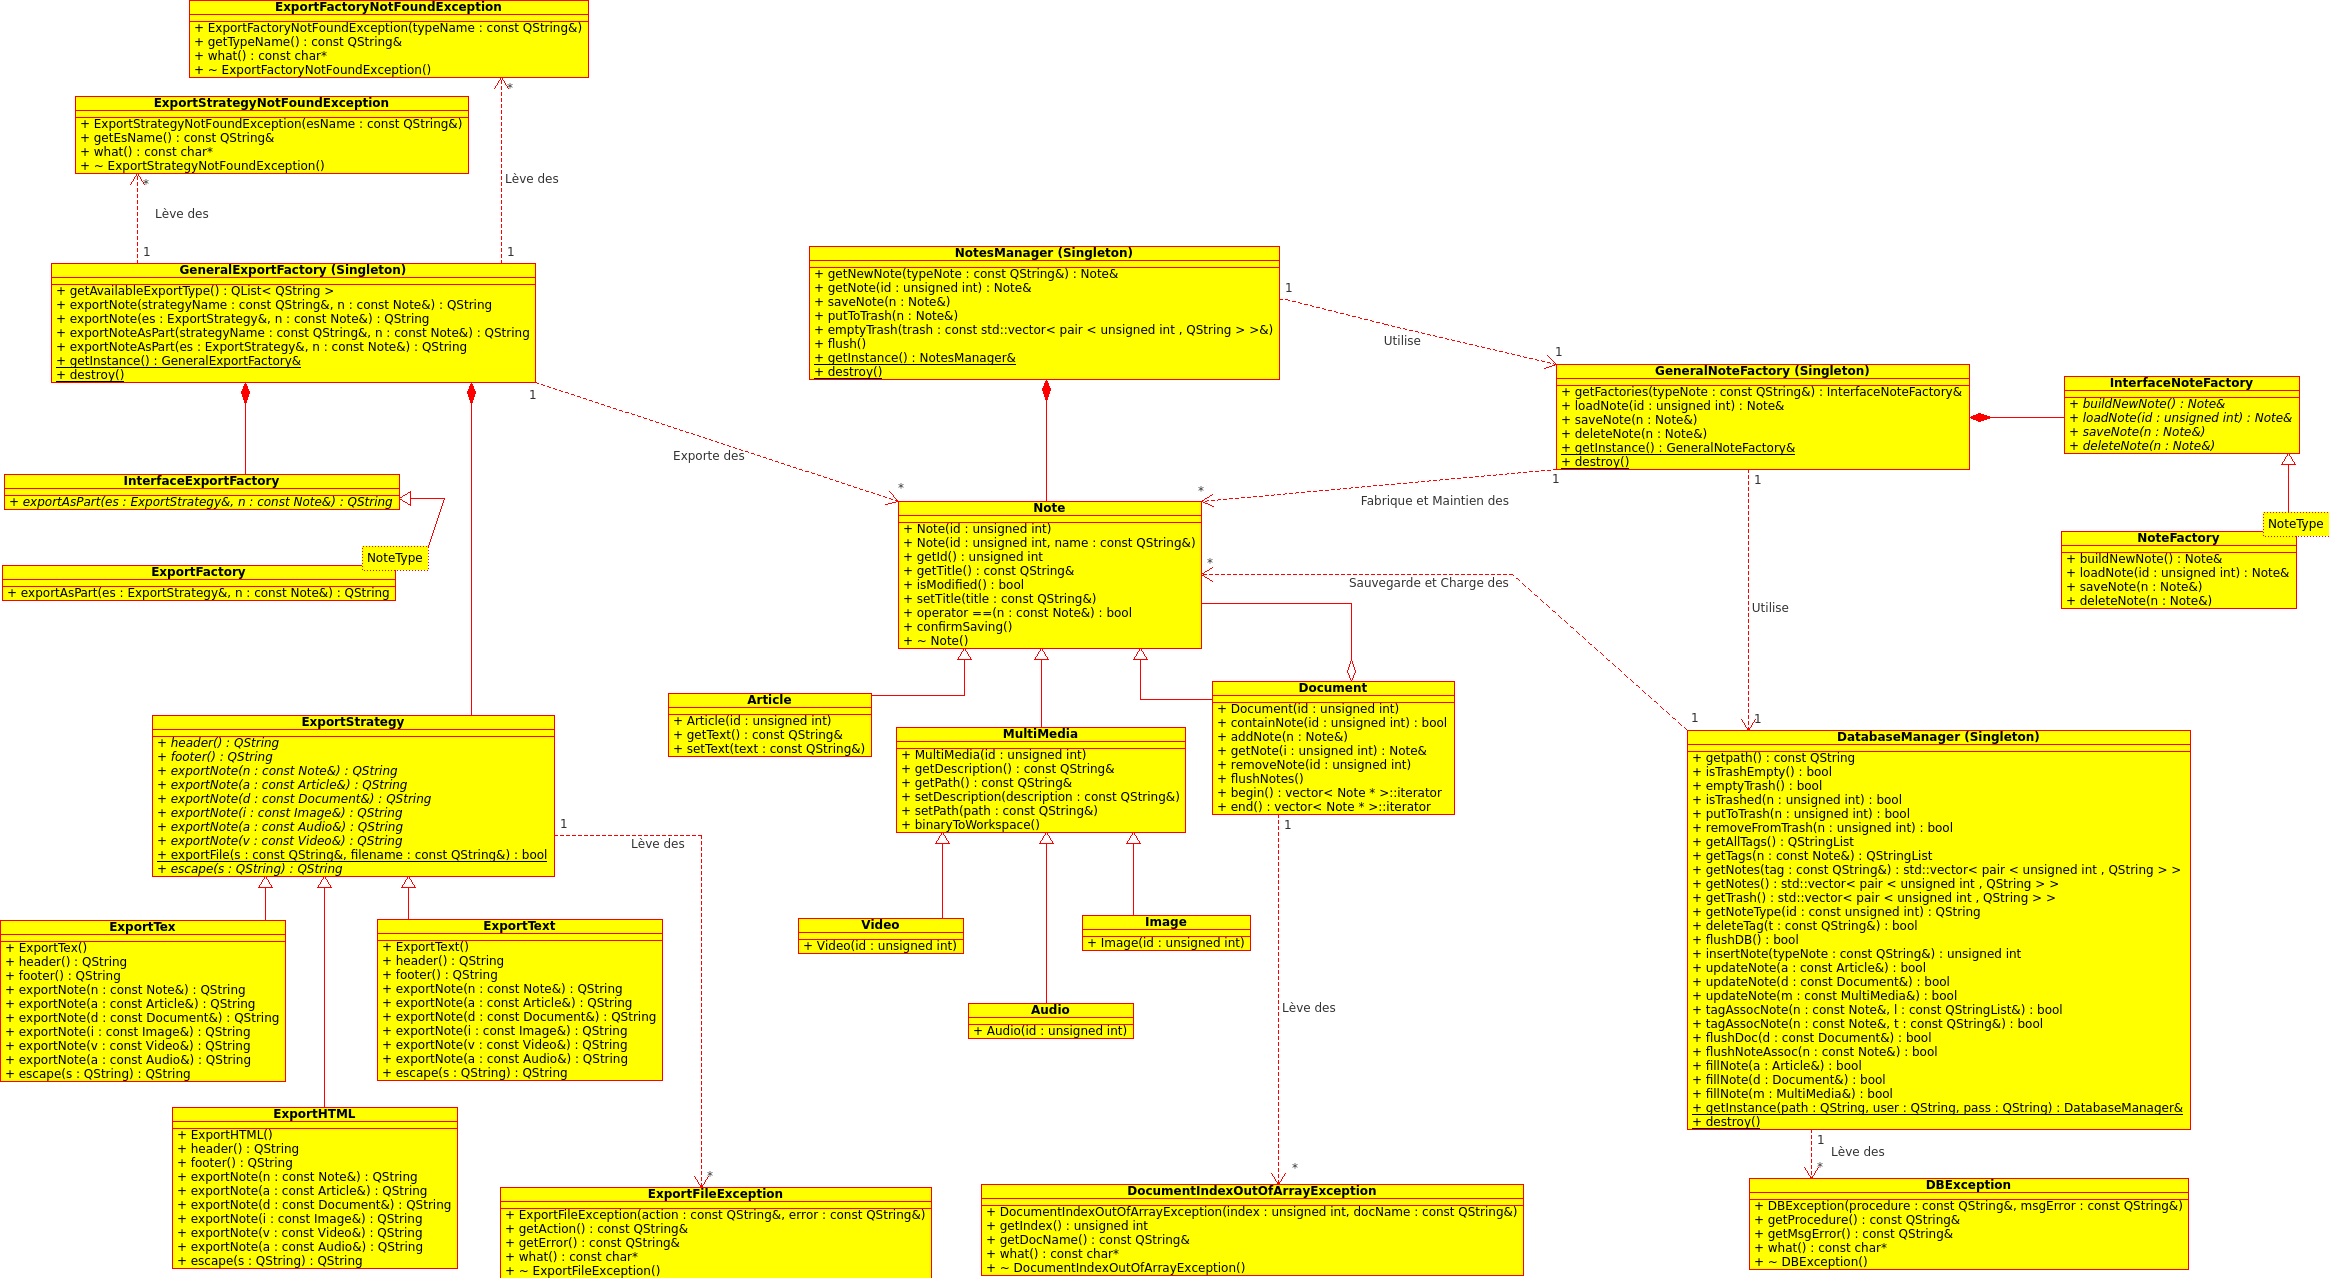 ExportFactoryNotFoundException
+ ExportFactoryNotFoundException(typeName : const QString&)
+ getTypeName() : const QString&
+ what() : const char*
+ ~ ExportFactoryNotFoundException()
*
ExportStrategyNotFoundException
+ ExportStrategyNotFoundException(esName : const QString&)
+ getEsName() : const QString&
+ what() : const char*
+ ~ ExportStrategyNotFoundException()
*
Lève des
Lève des
1
1
GeneralExportFactory (Singleton)
+ getAvailableExportType() : QList< QString >
+ exportNote(strategyName : const QString&, n : const Note&) : QString
+ exportNote(es : ExportStrategy&, n : const Note&) : QString
+ exportNoteAsPart(strategyName : const QString&, n : const Note&) : QString
+ exportNoteAsPart(es : ExportStrategy&, n : const Note&) : QString
+ getInstance() : GeneralExportFactory&
+ destroy()
1
Exporte des
*
NotesManager (Singleton)
+ getNewNote(typeNote : const QString&) : Note&
+ getNote(id : unsigned int) : Note&
+ saveNote(n : Note&)
+ putToTrash(n : Note&)
+ emptyTrash(trash : const std::vector< pair < unsigned int , QString > >&)
+ flush()
+ getInstance() : NotesManager&
+ destroy()
1
Utilise
1
GeneralNoteFactory (Singleton)
+ getFactories(typeNote : const QString&) : InterfaceNoteFactory&
+ loadNote(id : unsigned int) : Note&
+ saveNote(n : Note&)
+ deleteNote(n : Note&)
+ getInstance() : GeneralNoteFactory&
+ destroy()
InterfaceNoteFactory
+ buildNewNote() : Note&
+ loadNote(id : unsigned int) : Note&
+ saveNote(n : Note&)
+ deleteNote(n : Note&)
NoteType
NoteFactory
+ buildNewNote() : Note&
+ loadNote(id : unsigned int) : Note&
+ saveNote(n : Note&)
+ deleteNote(n : Note&)
1
Fabrique et Maintien des
*
1
Utilise
1
InterfaceExportFactory
+ exportAsPart(es : ExportStrategy&, n : const Note&) : QString
NoteType
ExportFactory
+ exportAsPart(es : ExportStrategy&, n : const Note&) : QString
Note
+ Note(id : unsigned int)
+ Note(id : unsigned int, name : const QString&)
+ getId() : unsigned int
+ getTitle() : const QString&
+ isModified() : bool
+ setTitle(title : const QString&)
+ operator ==(n : const Note&) : bool
+ confirmSaving()
+ ~ Note()
*
Sauvegarde et Charge des
1
Article
+ Article(id : unsigned int)
+ getText() : const QString&
+ setText(text : const QString&)
MultiMedia
+ MultiMedia(id : unsigned int)
+ getDescription() : const QString&
+ getPath() : const QString&
+ setDescription(description : const QString&)
+ setPath(path : const QString&)
+ binaryToWorkspace()
Document
+ Document(id : unsigned int)
+ containNote(id : unsigned int) : bool
+ addNote(n : Note&)
+ getNote(i : unsigned int) : Note&
+ removeNote(id : unsigned int)
+ flushNotes()
+ begin() : vector< Note * >::iterator
+ end() : vector< Note * >::iterator
1
Lève des
*
Video
+ Video(id : unsigned int)
Image
+ Image(id : unsigned int)
Audio
+ Audio(id : unsigned int)
ExportStrategy
+ header() : QString
+ footer() : QString
+ exportNote(n : const Note&) : QString
+ exportNote(a : const Article&) : QString
+ exportNote(d : const Document&) : QString
+ exportNote(i : const Image&) : QString
+ exportNote(a : const Audio&) : QString
+ exportNote(v : const Video&) : QString
+ exportFile(s : const QString&, filename : const QString&) : bool
+ escape(s : QString) : QString
1
Lève des
*
ExportTex
+ ExportTex()
+ header() : QString
+ footer() : QString
+ exportNote(n : const Note&) : QString
+ exportNote(a : const Article&) : QString
+ exportNote(d : const Document&) : QString
+ exportNote(i : const Image&) : QString
+ exportNote(v : const Video&) : QString
+ exportNote(a : const Audio&) : QString
+ escape(s : QString) : QString
ExportText
+ ExportText()
+ header() : QString
+ footer() : QString
+ exportNote(n : const Note&) : QString
+ exportNote(a : const Article&) : QString
+ exportNote(d : const Document&) : QString
+ exportNote(i : const Image&) : QString
+ exportNote(v : const Video&) : QString
+ exportNote(a : const Audio&) : QString
+ escape(s : QString) : QString
ExportHTML
+ ExportHTML()
+ header() : QString
+ footer() : QString
+ exportNote(n : const Note&) : QString
+ exportNote(a : const Article&) : QString
+ exportNote(d : const Document&) : QString
+ exportNote(i : const Image&) : QString
+ exportNote(v : const Video&) : QString
+ exportNote(a : const Audio&) : QString
+ escape(s : QString) : QString
ExportFileException
+ ExportFileException(action : const QString&, error : const QString&)
+ getAction() : const QString&
+ getError() : const QString&
+ what() : const char*
+ ~ ExportFileException()
DocumentIndexOutOfArrayException
+ DocumentIndexOutOfArrayException(index : unsigned int, docName : const QString&)
+ getIndex() : unsigned int
+ getDocName() : const QString&
+ what() : const char*
+ ~ DocumentIndexOutOfArrayException()
DatabaseManager (Singleton)
+ getpath() : const QString
+ isTrashEmpty() : bool
+ emptyTrash() : bool
+ isTrashed(n : unsigned int) : bool
+ putToTrash(n : unsigned int) : bool
+ removeFromTrash(n : unsigned int) : bool
+ getAllTags() : QStringList
+ getTags(n : const Note&) : QStringList
+ getNotes(tag : const QString&) : std::vector< pair < unsigned int , QString > >
+ getNotes() : std::vector< pair < unsigned int , QString > >
+ getTrash() : std::vector< pair < unsigned int , QString > >
+ getNoteType(id : const unsigned int) : QString
+ deleteTag(t : const QString&) : bool
+ flushDB() : bool
+ insertNote(typeNote : const QString&) : unsigned int
+ updateNote(a : const Article&) : bool
+ updateNote(d : const Document&) : bool
+ updateNote(m : const MultiMedia&) : bool
+ tagAssocNote(n : const Note&, l : const QStringList&) : bool
+ tagAssocNote(n : const Note&, t : const QString&) : bool
+ flushDoc(d : const Document&) : bool
+ flushNoteAssoc(n : const Note&) : bool
+ fillNote(a : Article&) : bool
+ fillNote(d : Document&) : bool
+ fillNote(m : MultiMedia&) : bool
+ getInstance(path : QString, user : QString, pass : QString) : DatabaseManager&
+ destroy()
1
Lève des
*
DBException
+ DBException(procedure : const QString&, msgError : const QString&)
+ getProcedure() : const QString&
+ getMsgError() : const QString&
+ what() : const char*
+ ~ DBException()